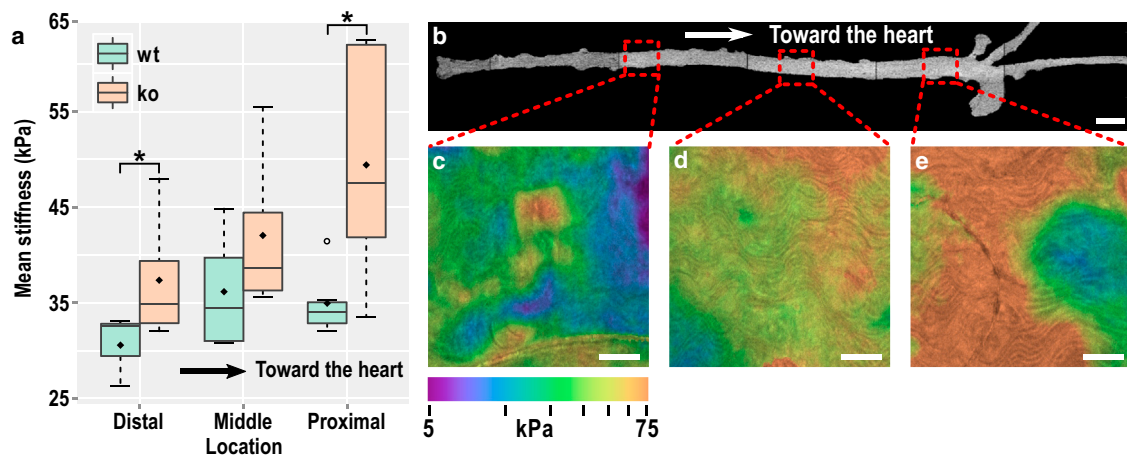 a
65
55
45
35
25
Mean stiffness (kPa)
wt
ko
*
*
Toward the heart
Distal
Middle
Proximal
Location
b
Toward the heart
c
d
e
5
kPa
75